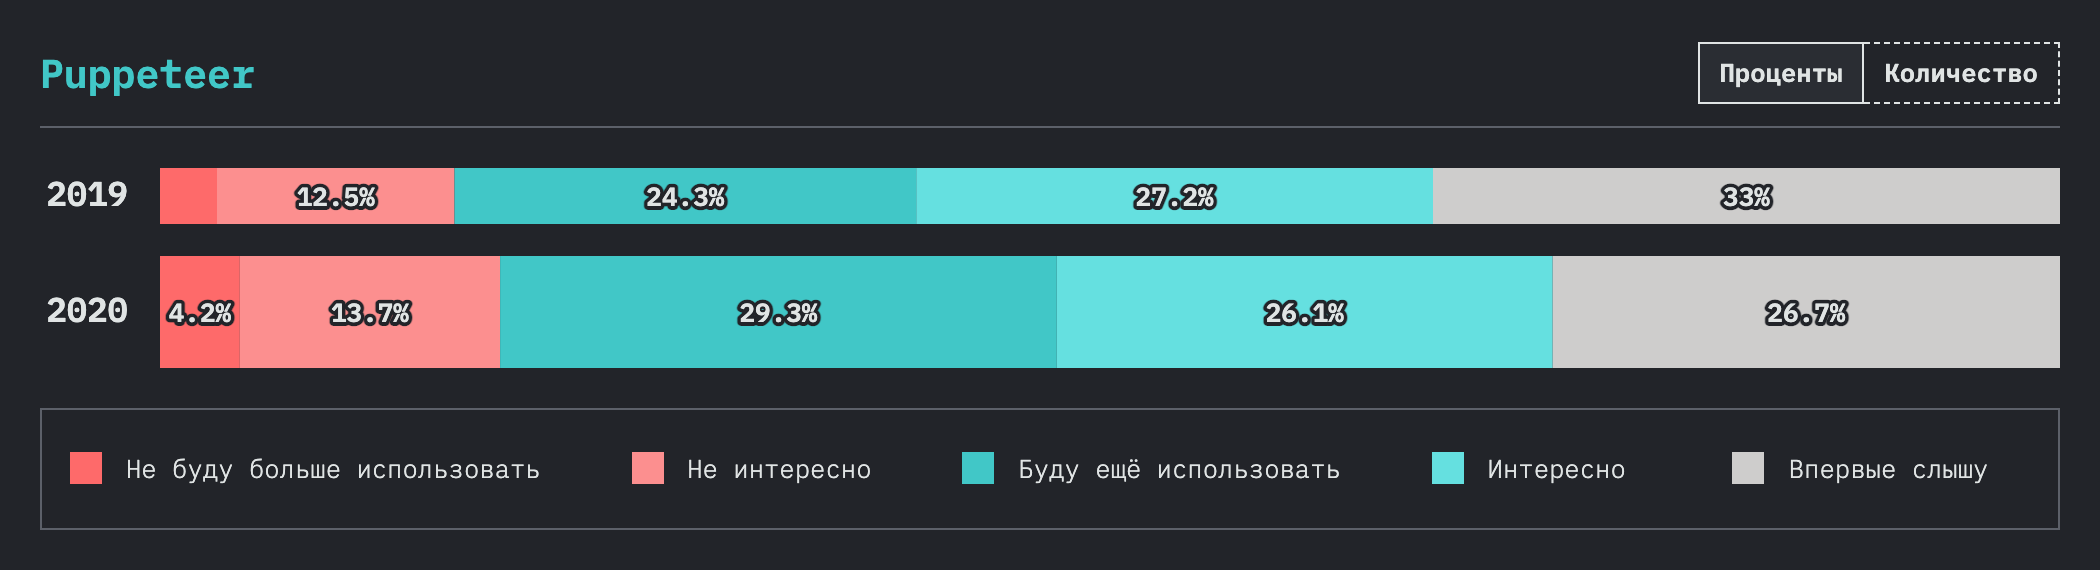 Puppeteer
Проценты Количество
2019 12.5% 24.3% 27.2% 33%
2020 4.2% 13.7% 29.3% 26.1% 26.7%
Не буду больше использовать Не интересно Буду ещё использовать Интересно Впервые слышу